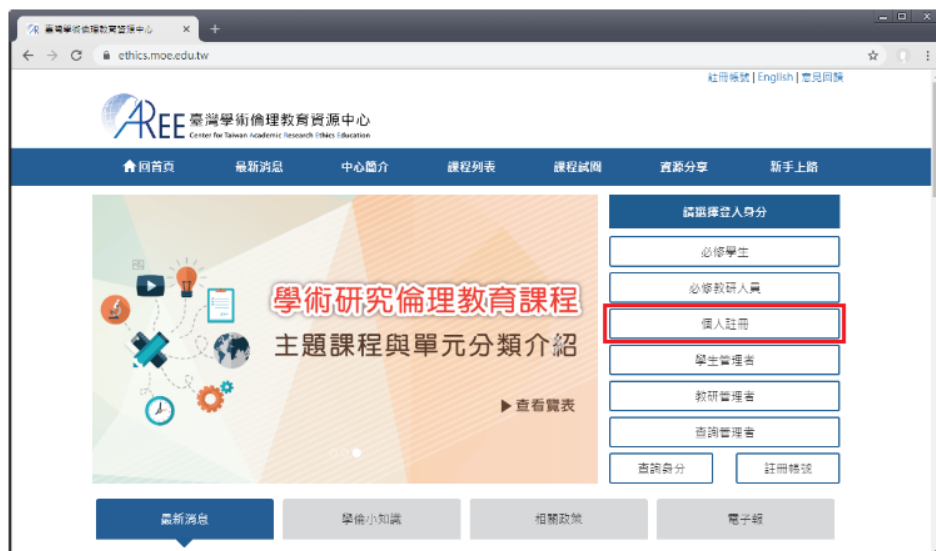 臺灣學術倫理教育資源中心
ethics.moe.edu.tw
註冊帳號 | English | 意見回饋
AREE 臺灣學術倫理教育資源中心
Center for Taiwan Academic Research Ethics Education
回首頁 最新消息 中心簡介 課程列表 課程試閱 資源分享 新手上路
請選擇登入身分
必修學生
必修教研人員
個人註冊
學生管理者
教研管理者
查詢管理者
查詢身分 註冊帳號
學術研究倫理教育課程
主題課程與單元分類介紹
▶查看覽表
最新消息 學倫小知識 相關政策 電子報